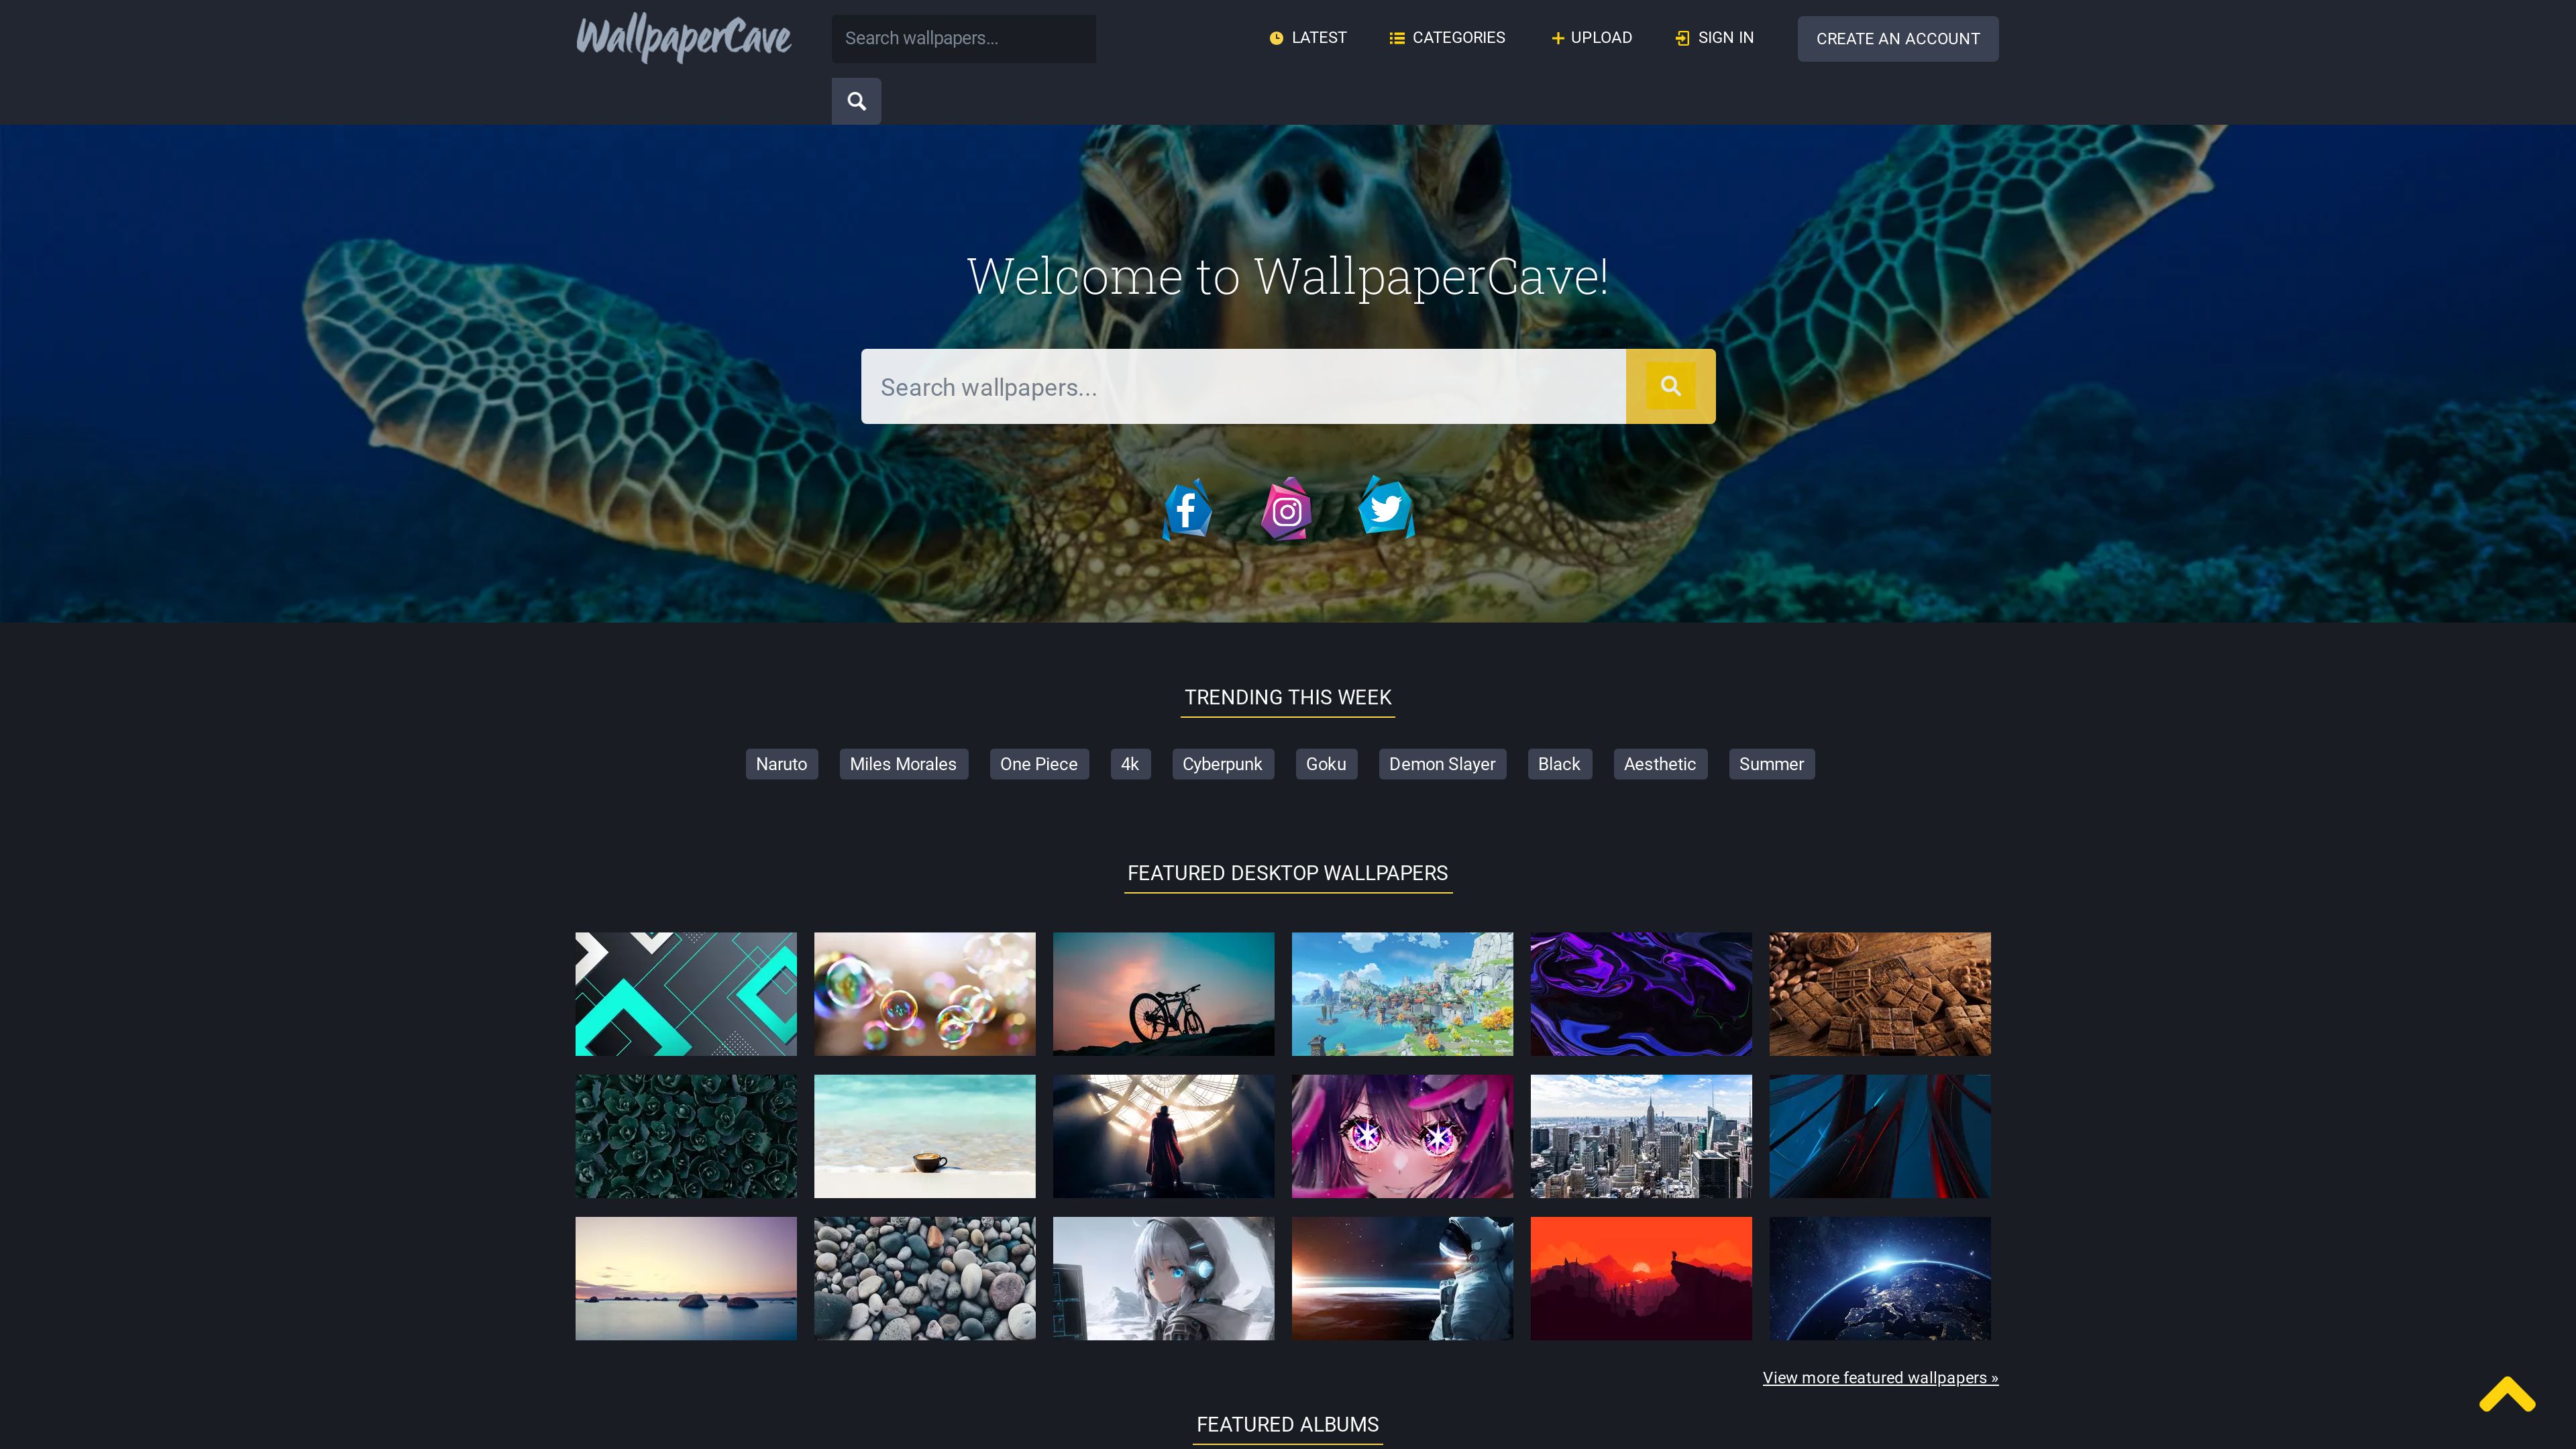 WallpaperCave
Search wallpapers...
LATEST
CATEGORIES
UPLOAD
SIGN IN
CREATE AN ACCOUNT
Welcome to WallpaperCave!
Search wallpapers...
TRENDING THIS WEEK
Naruto
Miles Morales
One Piece
4k
Cyberpunk
Goku
Demon Slayer
Black
Aesthetic
Summer
FEATURED DESKTOP WALLPAPERS
View more featured wallpapers »
FEATURED ALBUMS